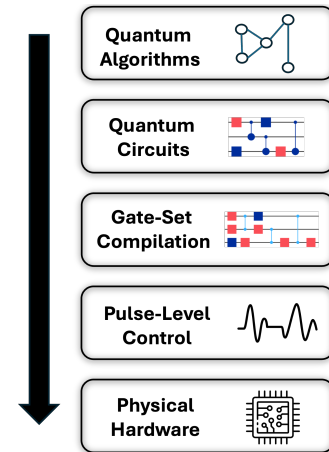 Quantum
Algorithms
Quantum
Circuits
Gate-Set
Compilation
Pulse-Level
Control
Physical
Hardware